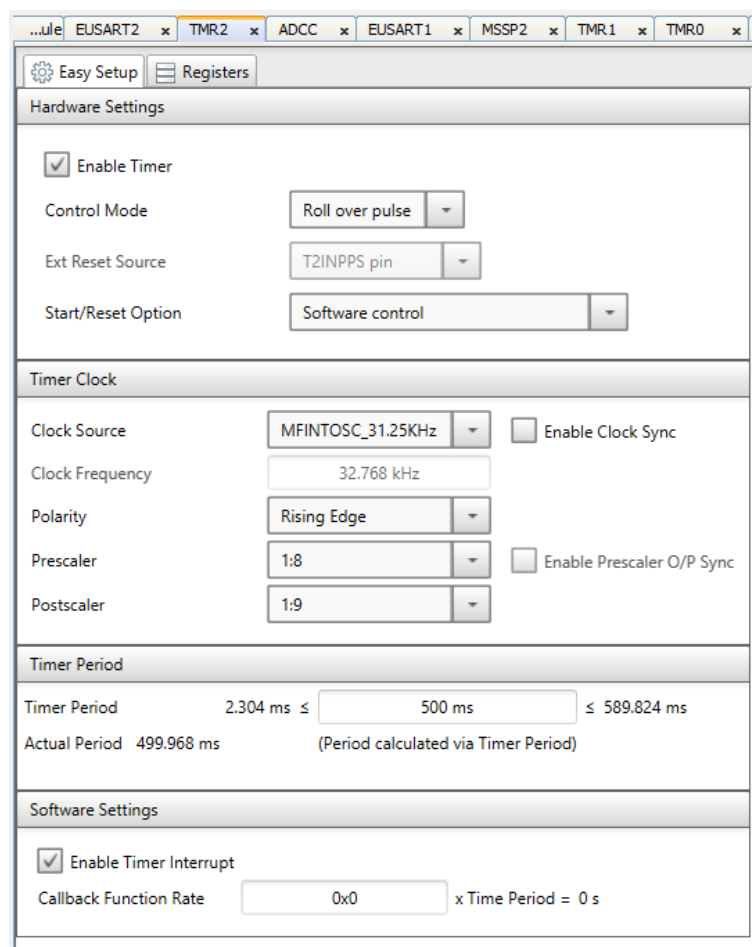 ...ule EUSART2 x TMR2 x ADCC x EUSART1 x MSSP2 x TMR1 x TMR0 x
Easy Setup Registers
Hardware Settings
Enable Timer
Control Mode Roll over pulse
Ext Reset Source T2INPPS pin
Start/Reset Option Software control
Timer Clock
Clock Source MFINTOSC_31.25KHz Enable Clock Sync
Clock Frequency 32.768 kHz
Polarity Rising Edge
Prescaler 1:8 Enable Prescaler O/P Sync
Postscaler 1:9
Timer Period
Timer Period 2.304 ms ≤ 500 ms ≤ 589.824 ms
Actual Period 499.968 ms (Period calculated via Timer Period)
Software Settings
Enable Timer Interrupt
Callback Function Rate 0x0 x Time Period = 0 s